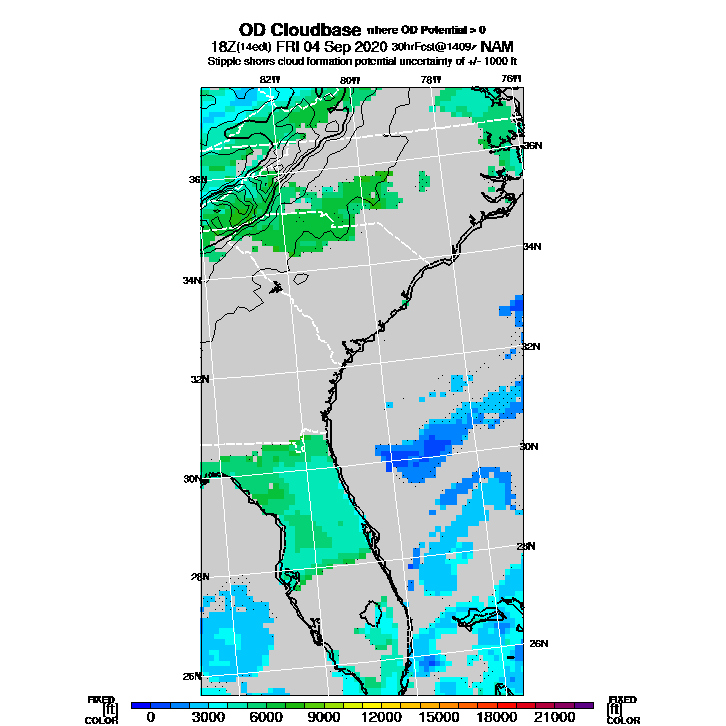 OD Cloudbase where OD Potential > 0
18Z(14edt) FRI 04 Sep 2020 30hrFcst@1409z NAM
Stipple shows cloud formation potential uncertainty of +/- 1000 ft
82W 80W 78W 76W
36N
36N
34N
34N
32N
32N
30N
30N
28N
28N
26N
26N
FIXED FIXED
[ft] 0 3000 6000 9000 12000 15000 18000 21000 [ft]
COLOR COLOR